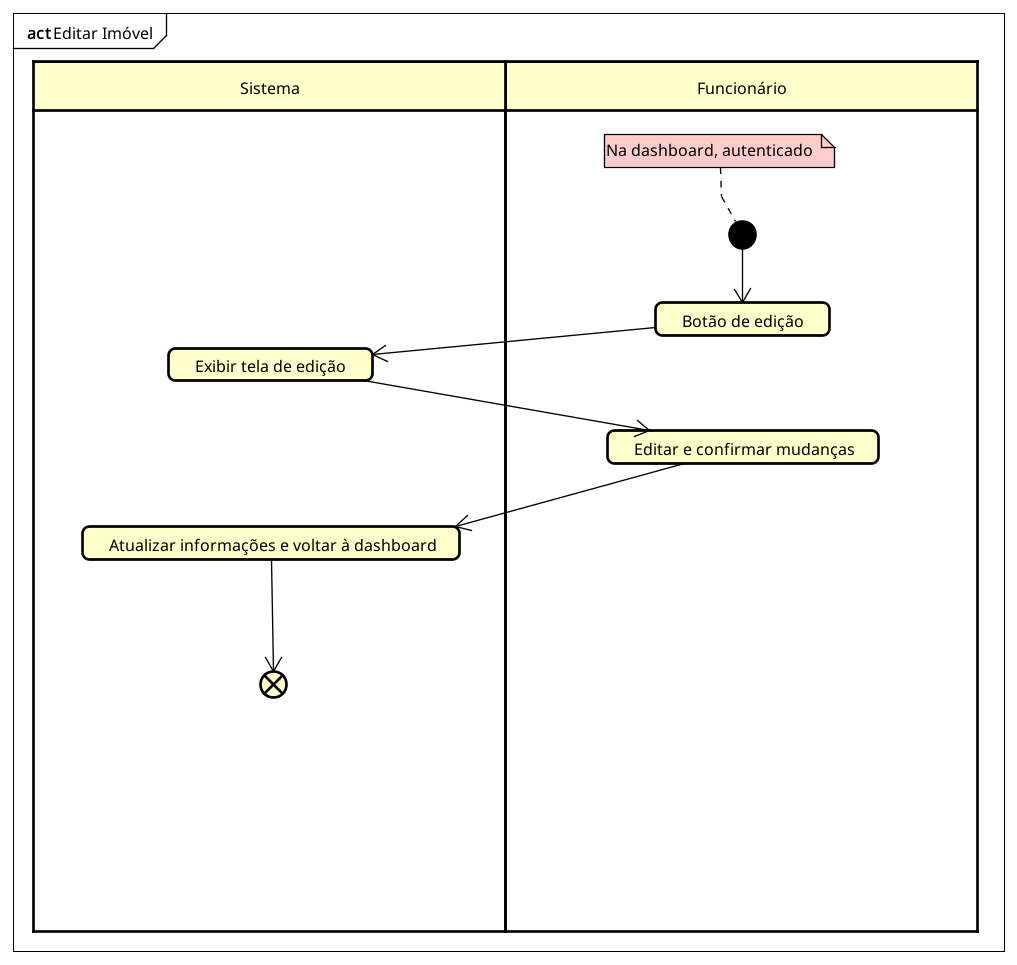 act Editar Imóvel
Sistema
Funcionário
Na dashboard, autenticado
Botão de edição
Exibir tela de edição
Editar e confirmar mudanças
Atualizar informações e voltar à dashboard